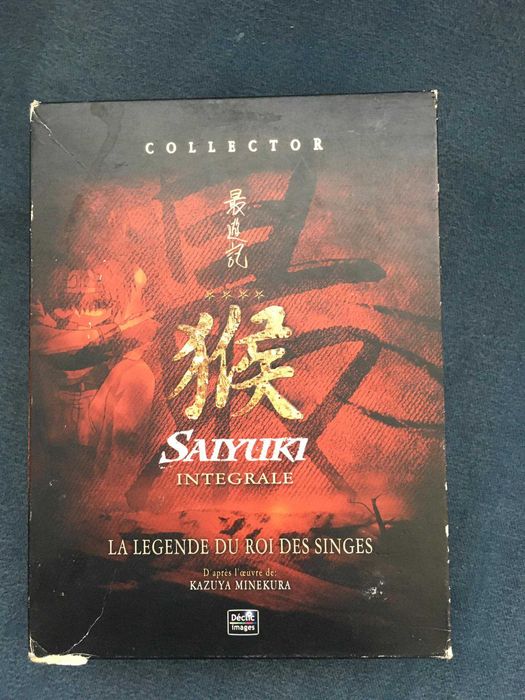 COLLECTOR
最遊記
猴
SAIYUKI
INTEGRALE
LA LEGENDE DU ROI DES SINGES
D'après l'œuvre de:
KAZUYA MINEKURA
Déclic
Images